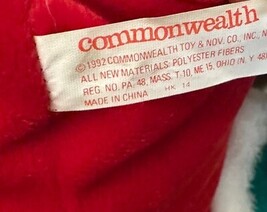 commonwealth
©1992 COMMONWEALTH TOY & NOV. CO., INC., N
ALL NEW MATERIALS: POLYESTER FIBERS
REG. NO. PA. 48, MASS. T-10, ME 15, OHIO
MADE IN CHINA HK 14